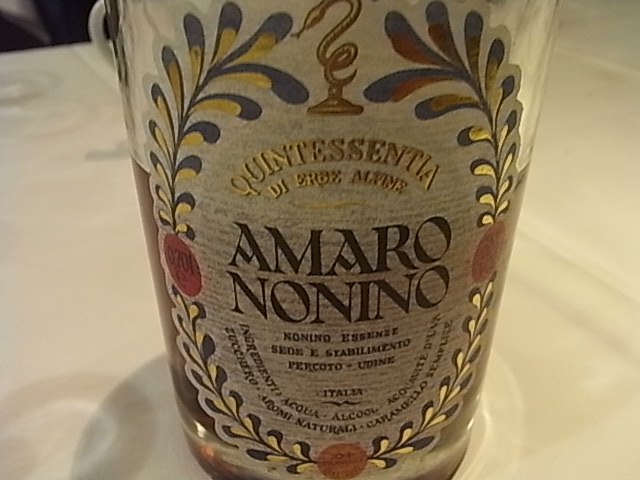 QUINTESSENTIA
DI ERBE ALPINE
AMARO
NONINO
NONINO ESSENZE
SEDE E STABILIMENTO
PERCOTO - UDINE
ITALIA
INGREDIENTI: ACQUA - ALCOOL ACQUAVITE D'UVA
ZUCCHERO AROMI NATURALI - CARAMELLO SEMPLICE